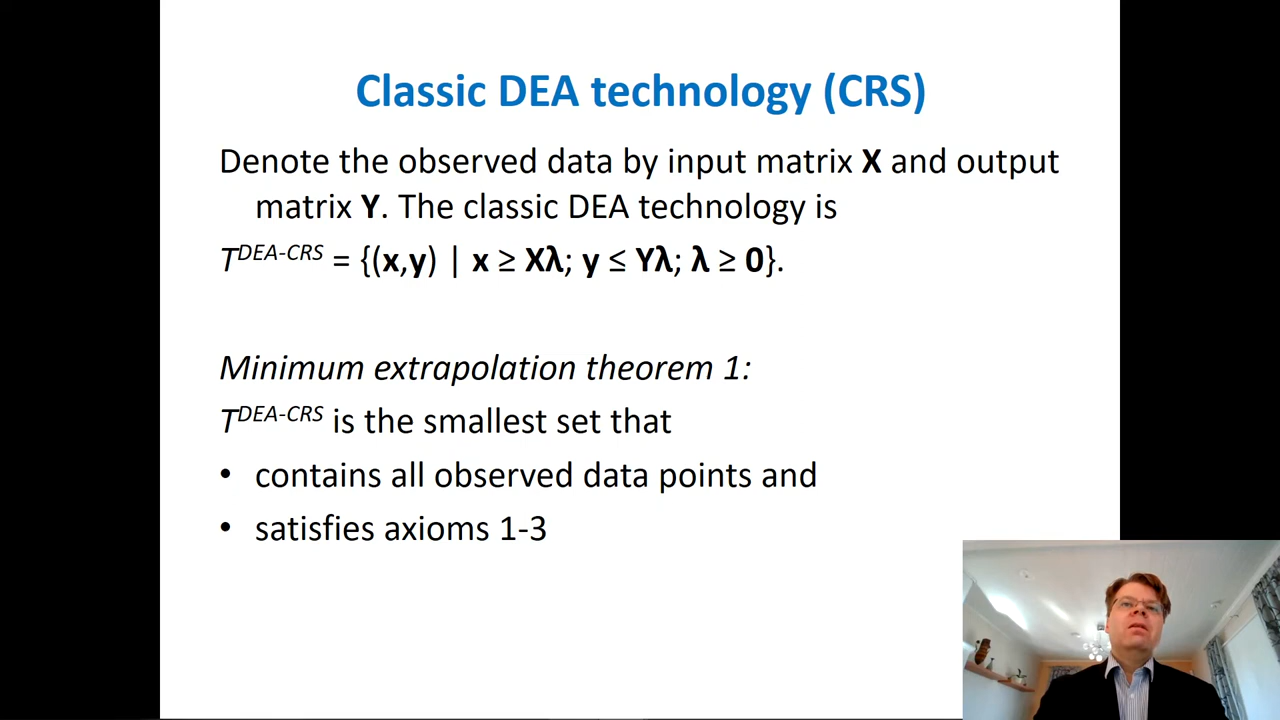 Classic DEA technology (CRS)
Denote the observed data by input matrix X and output
matrix Y. The classic DEA technology is
T^DEA-CRS = {(x,y) | x ≥ Xλ; y ≤ Yλ; λ ≥ 0}.
Minimum extrapolation theorem 1:
T^DEA-CRS is the smallest set that
• contains all observed data points and
• satisfies axioms 1-3